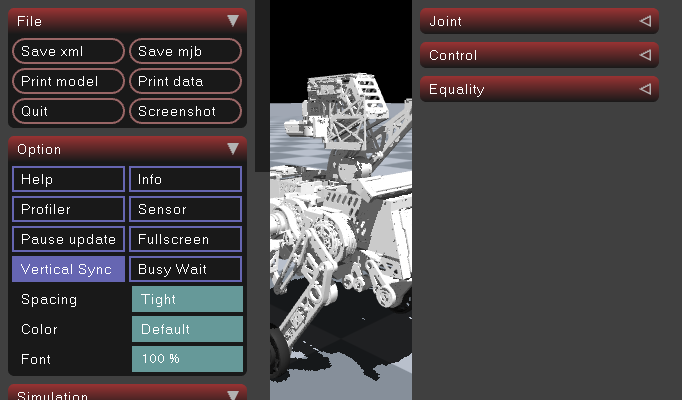 File
Save xml
Save mjb
Print model
Print data
Quit
Screenshot
Option
Help
Info
Profiler
Sensor
Pause update
Fullscreen
Vertical Sync
Busy Wait
Spacing
Tight
Color
Default
Font
100 %
Simulation
Joint
Control
Equality